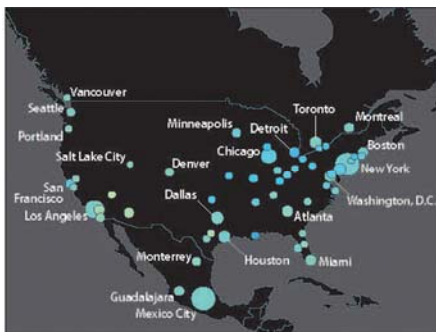 Vancouver
Seattle
Portland
Minneapolis
Toronto
Montreal
Detroit
Boston
Chicago
Salt Lake City
Denver
New York
San
Francisco
Dallas
Washington, D.C.
Los Angeles
Atlanta
Monterrey
Houston
Miami
Guadalajara
Mexico City